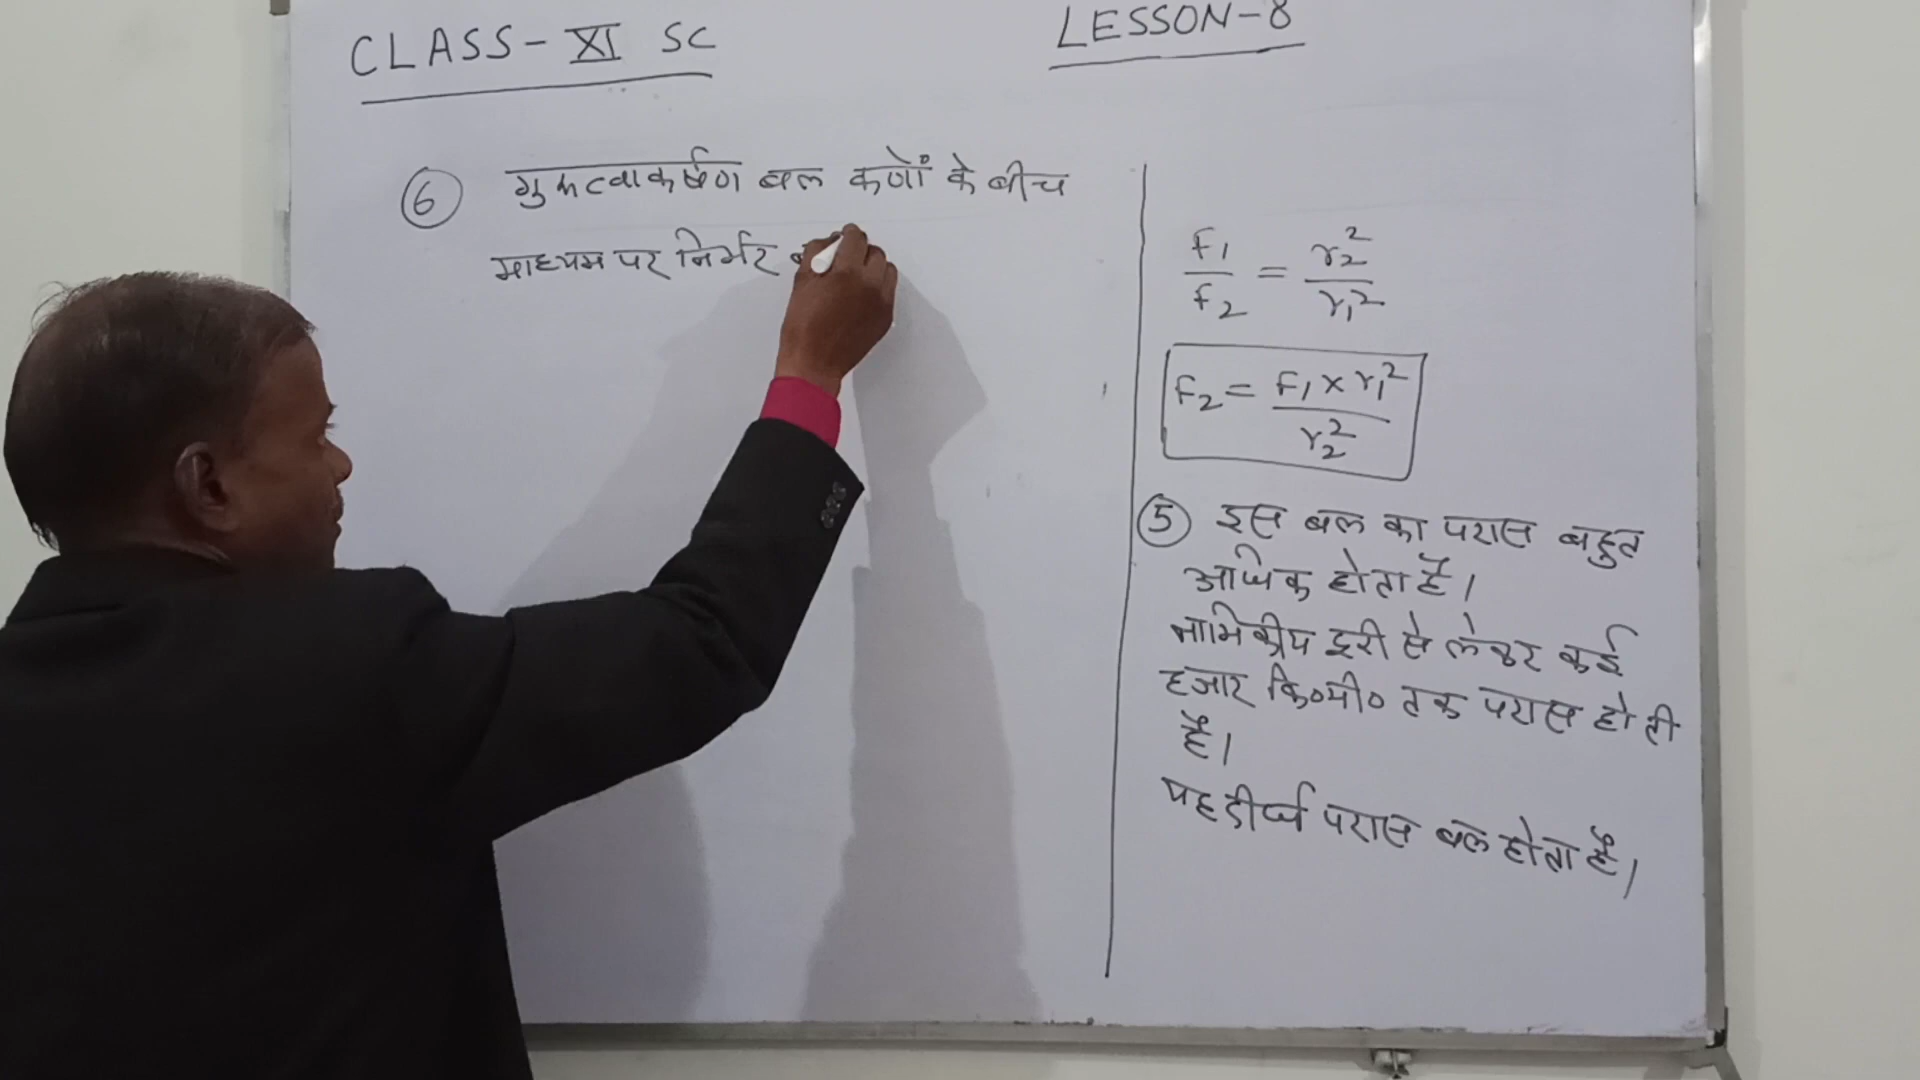 CLASS - XI SC
LESSON-8
6 गुरुत्वाकर्षण बल कणों के बीच
माध्यम पर निर्भर
F1/F2 = r2²/r1²
F2 = F1 x r1²/r2²
5 इस बल का परास बहुत
अधिक होता है।
नाभिकीय दूरी से लेकर कई
हजार कि०मी० तक परास होती
है।
यह दीर्घ परास बल होता है।